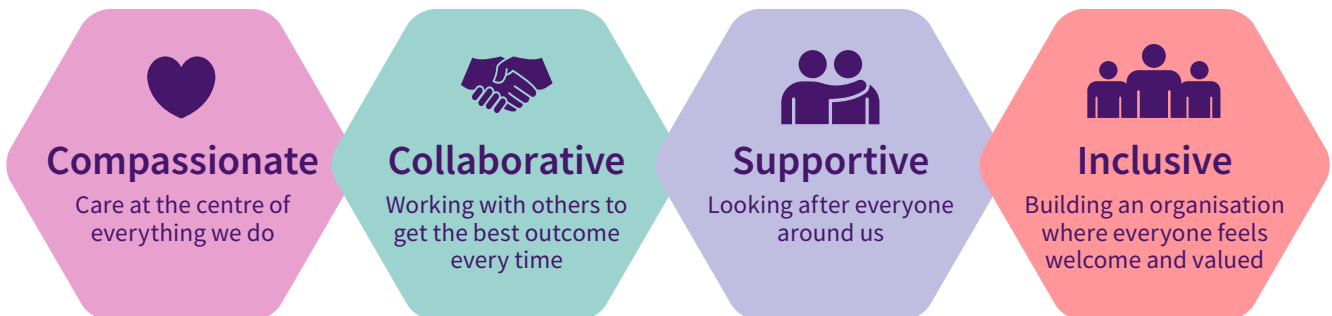 Compassionate
Care at the centre of
everything we do
Collaborative
Working with others to
get the best outcome
every time
Supportive
Looking after everyone
around us
Inclusive
Building an organisation
where everyone feels
welcome and valued